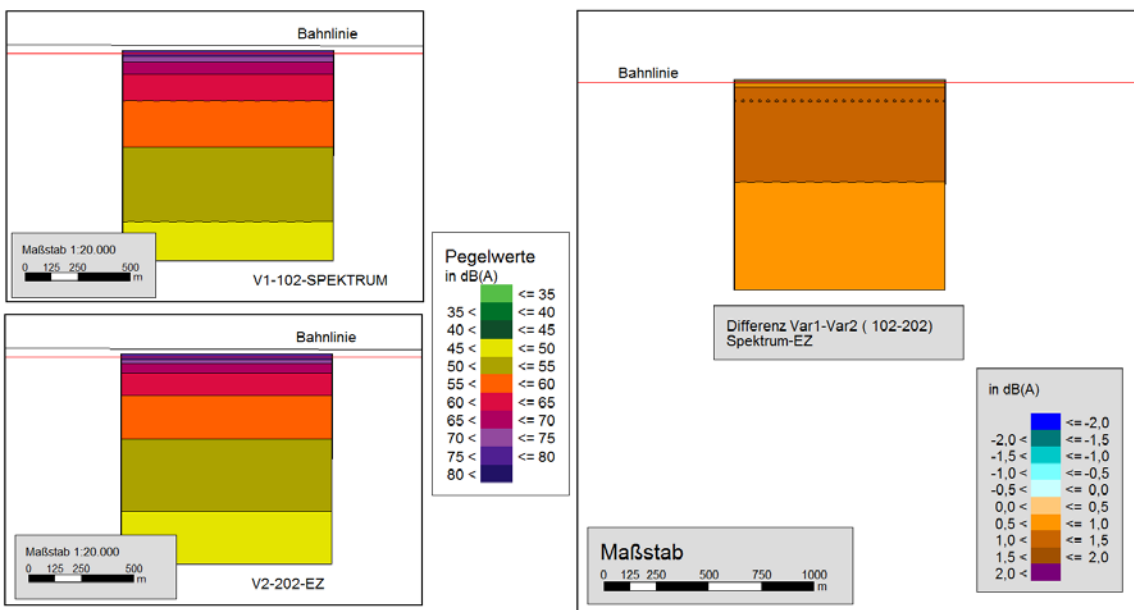 Bahnlinie
Maßstab 1:20.000
0 125 250 500
m
V1-102-SPEKTRUM
Bahnlinie
Maßstab 1:20.000
0 125 250 500
m
V2-202-EZ
Pegelwerte
in dB(A)
<= 35
35 < <= 40
40 < <= 45
45 < <= 50
50 < <= 55
55 < <= 60
60 < <= 65
65 < <= 70
70 < <= 75
75 < <= 80
80 <
Bahnlinie
Differenz Var1-Var2 ( 102-202)
Spektrum-EZ
in dB(A)
<= -2,0
-2,0 < <= -1,5
-1,5 < <= -1,0
-1,0 < <= -0,5
-0,5 < <= 0,0
0,0 < <= 0,5
0,5 < <= 1,0
1,0 < <= 1,5
1,5 < <= 2,0
2,0 <
Maßstab
0 125 250 500 750 1000
m